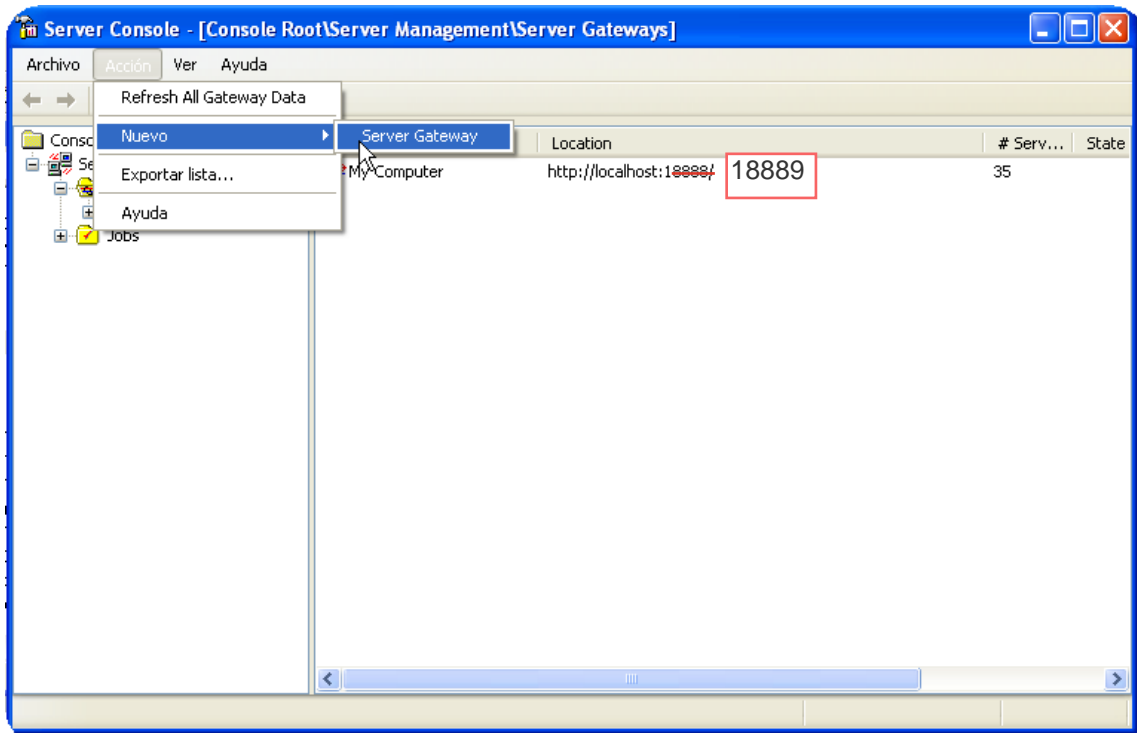 Server Console - [Console Root\Server Management\Server Gateways]
Archivo Acción Ver Ayuda
Refresh All Gateway Data
Nuevo
Server Gateway
Exportar lista...
Ayuda
Jobs
Location # Serv... State
My Computer http://localhost:18888/ 18889 35